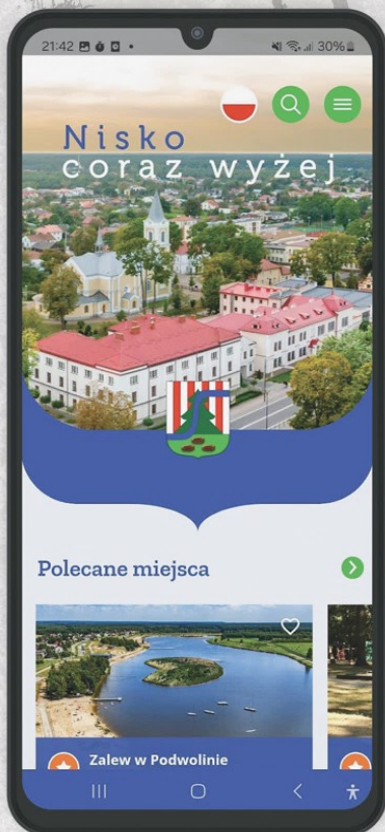 21:42
30%
Nisko
coraz wyżej
Polecane miejsca
Zalew w Podwolinie